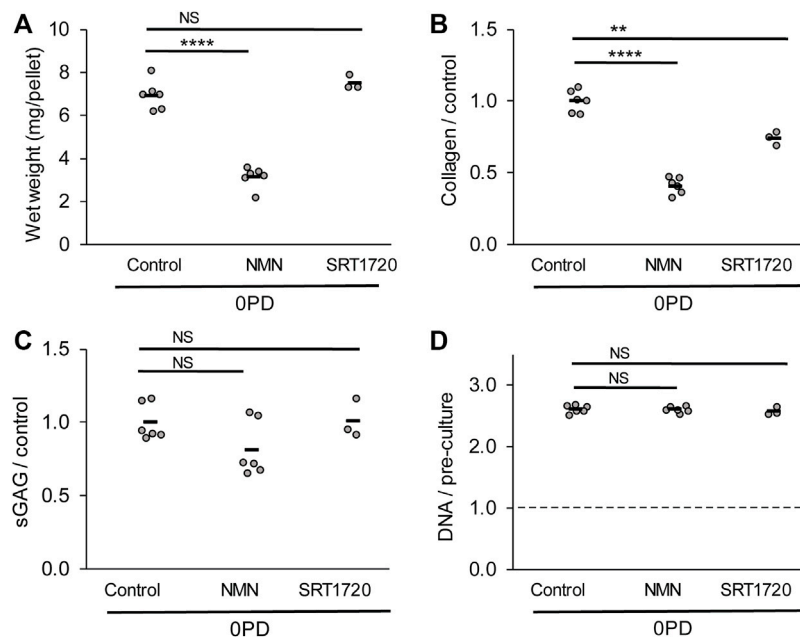 A
NS
****
10
8
6
4
2
0
Wet weight (mg/pellet)
Control NMN SRT1720
0PD
B
**
****
1.5
1.0
0.5
0.0
Collagen / control
Control NMN SRT1720
0PD
C
NS
NS
1.5
1.0
0.5
0.0
sGAG / control
Control NMN SRT1720
0PD
D
NS
NS
3.0
2.0
1.0
0.0
DNA / pre-culture
Control NMN SRT1720
0PD